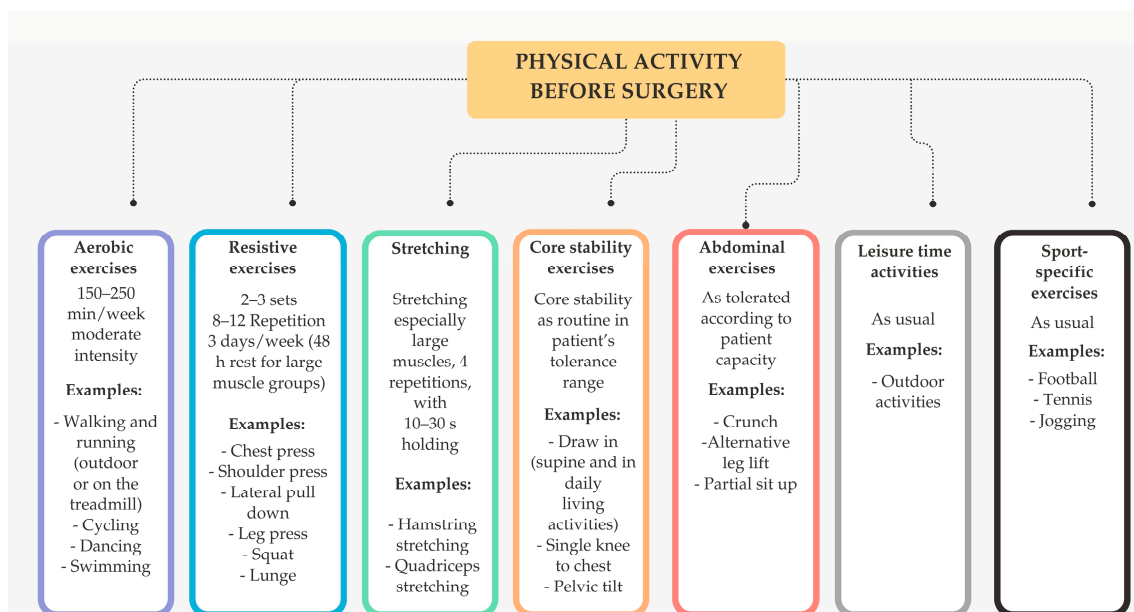 PHYSICAL ACTIVITY
BEFORE SURGERY
Aerobic
exercises
150–250
min/week
moderate
intensity
Examples:
- Walking and
running
(outdoor
or on the
treadmill)
- Cycling
- Dancing
- Swimming
Resistive
exercises
2–3 sets
8–12 Repetition
3 days/week (48
h rest for large
muscle groups)
Examples:
- Chest press
- Shoulder press
- Lateral pull
down
- Leg press
- Squat
- Lunge
Stretching
Stretching
especially
large
muscles, 4
repetitions,
with
10–30 s
holding
Examples:
- Hamstring
stretching
- Quadriceps
stretching
Core stability
exercises
Core stability
as routine in
patient's
tolerance
range
Examples:
- Draw in
(supine and in
daily
living
activities)
- Single knee
to chest
- Pelvic tilt
Abdominal
exercises
As tolerated
according to
patient
capacity
Examples:
- Crunch
-Alternative
leg lift
- Partial sit up
Leisure time
activities
As usual
Examples:
- Outdoor
activities
Sport-
specific
exercises
As usual
Examples:
- Football
- Tennis
- Jogging